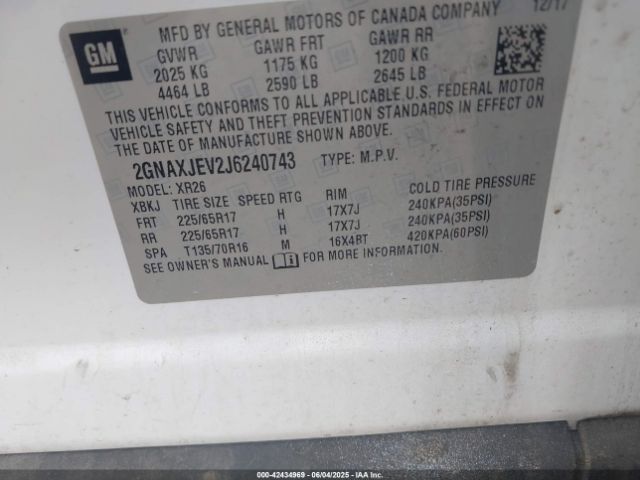 MFD BY GENERAL MOTORS OF CANADA COMPANY 12/17
GM
GVWR GAWR FRT GAWR RR
2025 KG 1175 KG 1200 KG
4464 LB 2590 LB 2645 LB
THIS VEHICLE CONFORMS TO ALL APPLICABLE U.S. FEDERAL MOTOR
VEHICLE SAFETY AND THEFT PREVENTION STANDARDS IN EFFECT ON
THE DATE OF MANUFACTURE SHOWN ABOVE.
2GNAXJEV2J6240743 TYPE: M.P.V.
MODEL: XR26
XBKJ TIRE SIZE SPEED RTG RIM COLD TIRE PRESSURE
FRT 225/65R17 H 17X7J 240KPA(35PSI)
RR 225/65R17 H 17X7J 240KPA(35PSI)
SPA T135/70R16 M 16X4BT 420KPA(60PSI)
SEE OWNER'S MANUAL FOR MORE INFORMATION
00-42434969 - 06/04/2025 - IAAI.COM